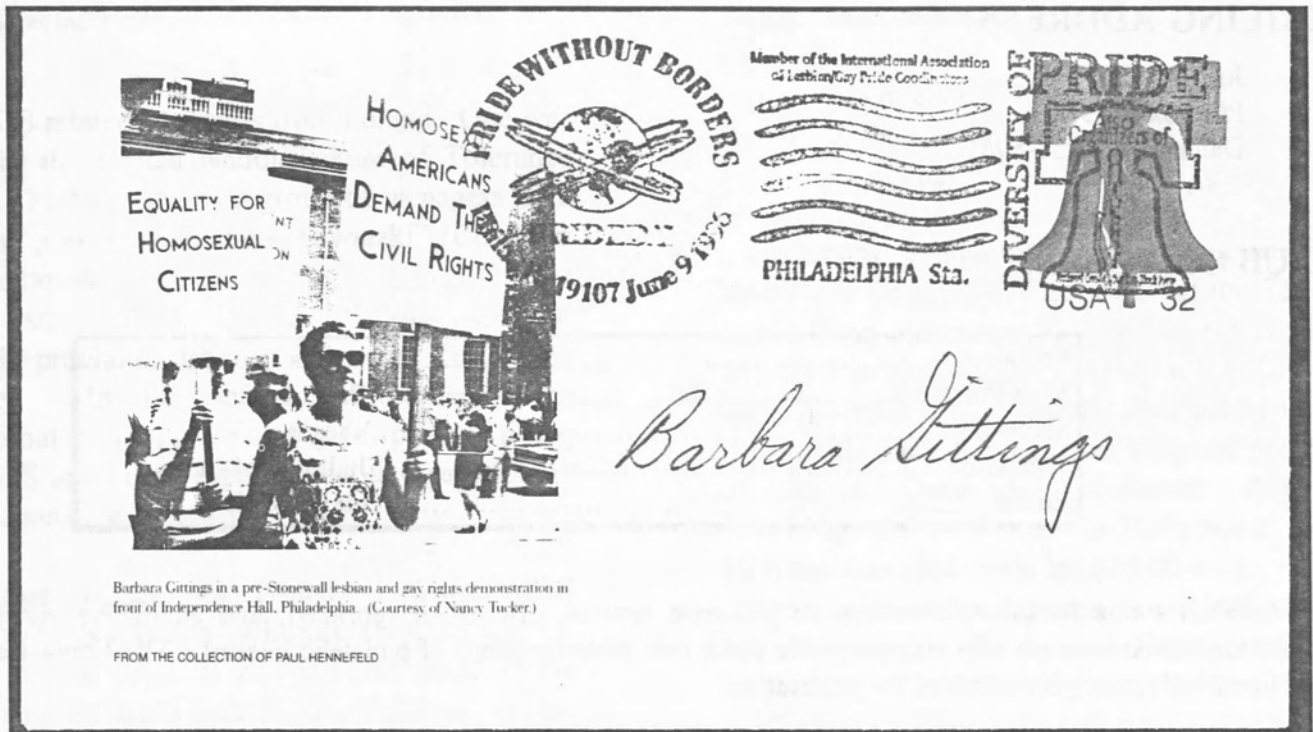 EQUALITY FOR
HOMOSEXUAL
CITIZENS
AMERICANS
DEMAND
CIVIL RIGHTS
PRIDE WITHOUT BORDERS
19107 June 9
Member of the International Association
of Lesbian/Gay Pride Coordinators
PHILADELPHIA Sta.
DIVERSITY OF
PRIDE
USA 32
Barbara Gittings
Barbara Gittings in a pre-Stonewall lesbian and gay rights demonstration in
front of Independence Hall, Philadelphia. (Courtesy of Nancy Tucker.)
FROM THE COLLECTION OF PAUL HENNEFELD